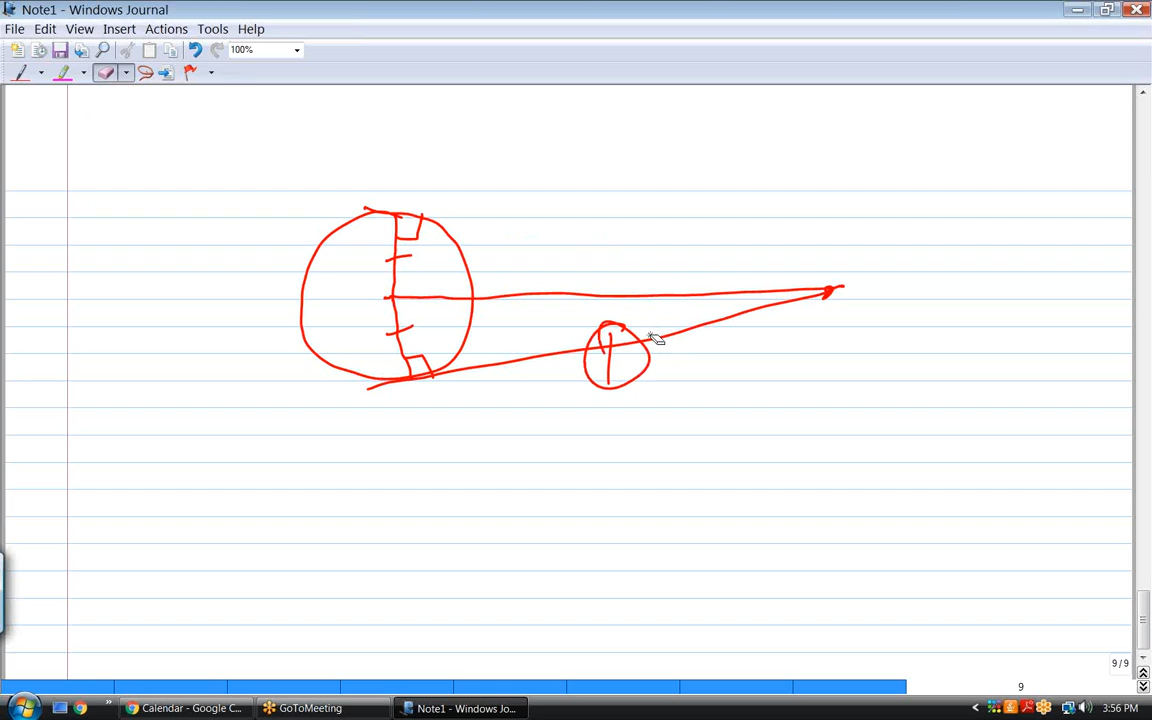 Note1 - Windows Journal
File Edit View Insert Actions Tools Help
100%
9 / 9
9
Calendar - Google C...
GoToMeeting
Note1 - Windows Jo...
3:56 PM